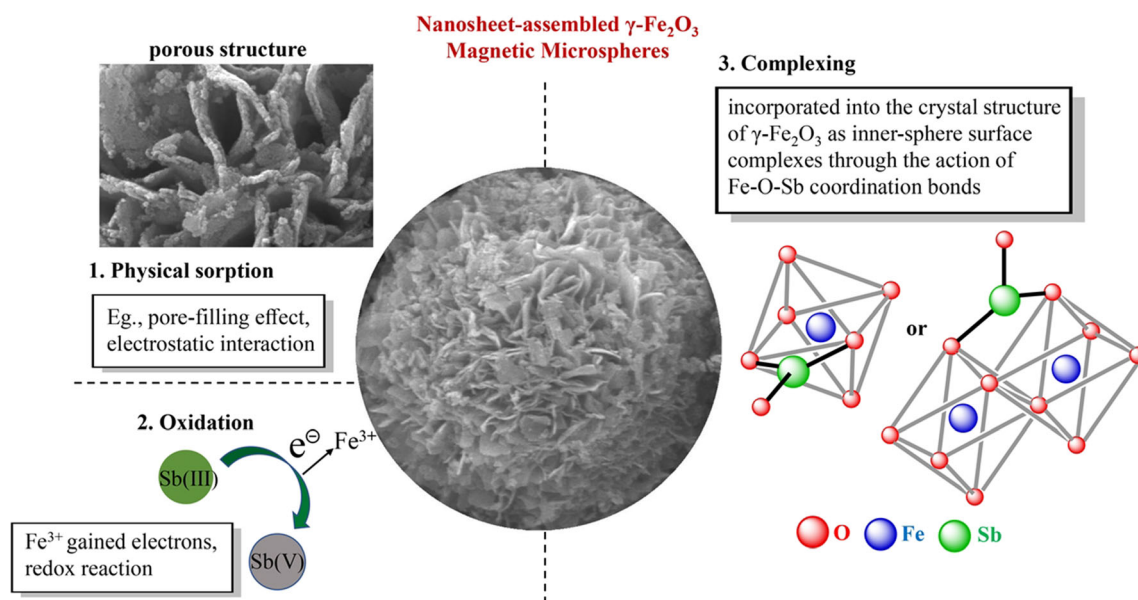 Nanosheet-assembled γ-Fe₂O₃
Magnetic Microspheres
porous structure
1. Physical sorption
Eg., pore-filling effect,
electrostatic interaction
2. Oxidation
e⊖
Fe³⁺
Sb(III)
Sb(V)
Fe³⁺ gained electrons,
redox reaction
3. Complexing
incorporated into the crystal structure
of γ-Fe₂O₃ as inner-sphere surface
complexes through the action of
Fe-O-Sb coordination bonds
or
O Fe Sb